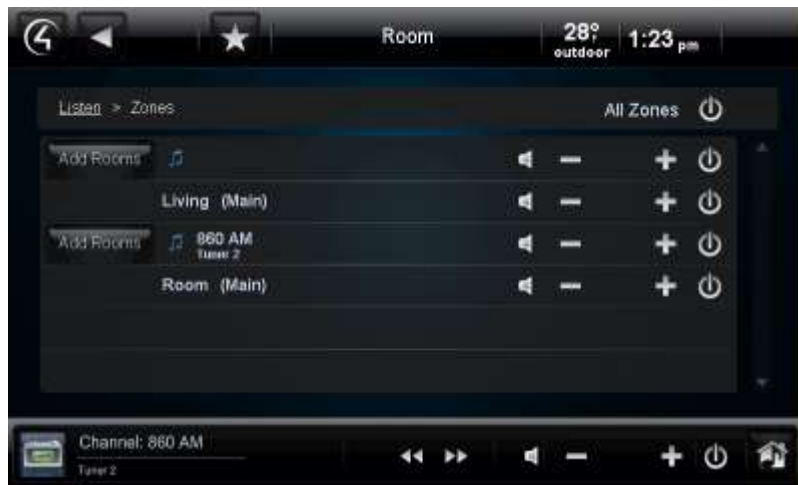 Room
28°
outdoor
1:23 pm
Listen > Zones
All Zones
Add Rooms
Living (Main)
Add Rooms
860 AM
Tuner 2
Room (Main)
Channel: 860 AM
Tuner 2